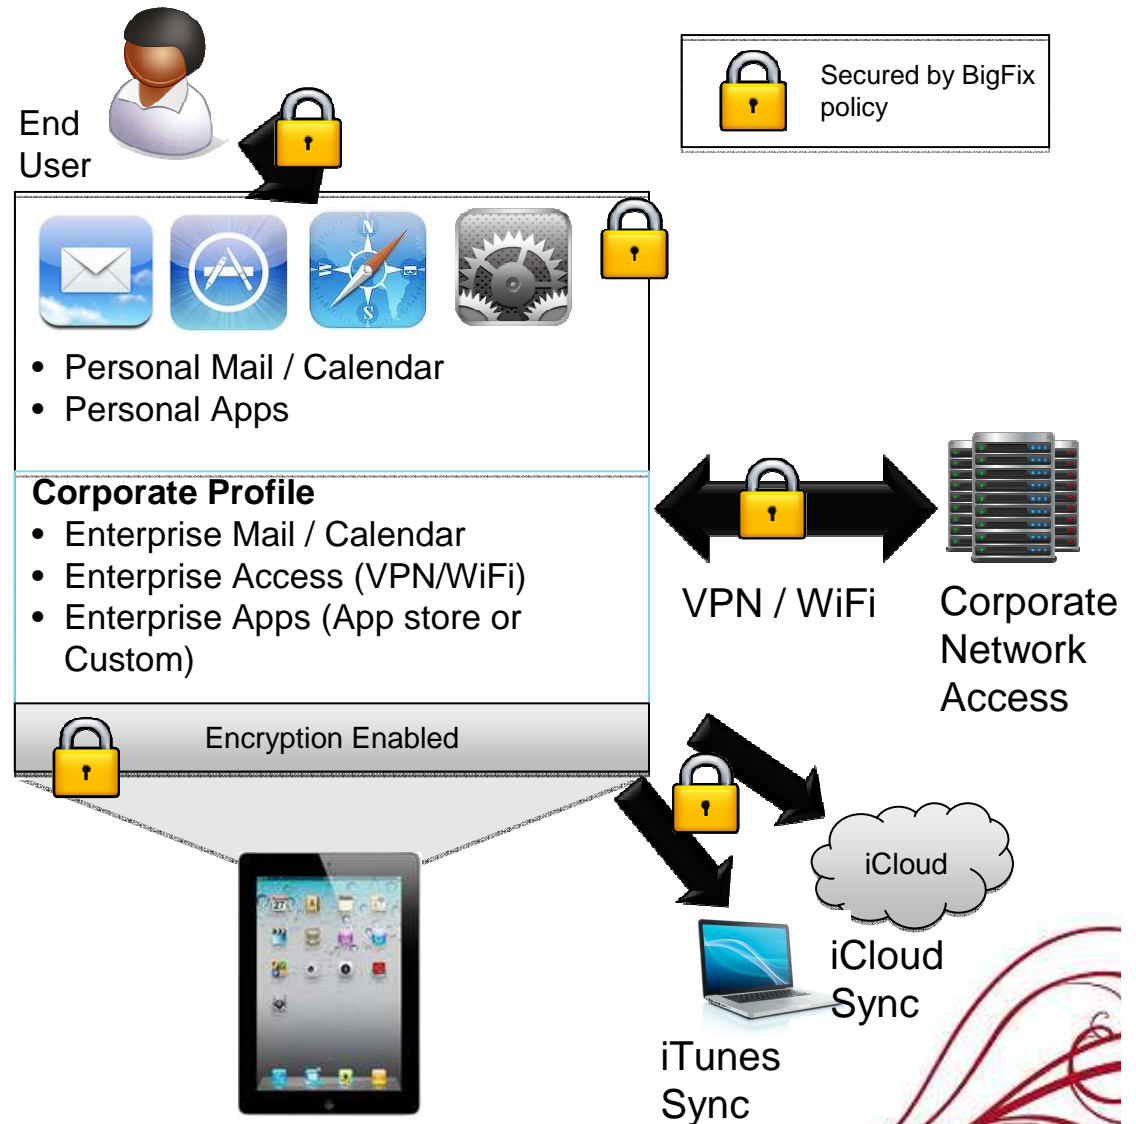 End
User
Secured by BigFix
policy
• Personal Mail / Calendar
• Personal Apps
Corporate Profile
• Enterprise Mail / Calendar
• Enterprise Access (VPN/WiFi)
• Enterprise Apps (App store or
Custom)
Encryption Enabled
VPN / WiFi
Corporate
Network
Access
iCloud
iCloud
Sync
iTunes
Sync